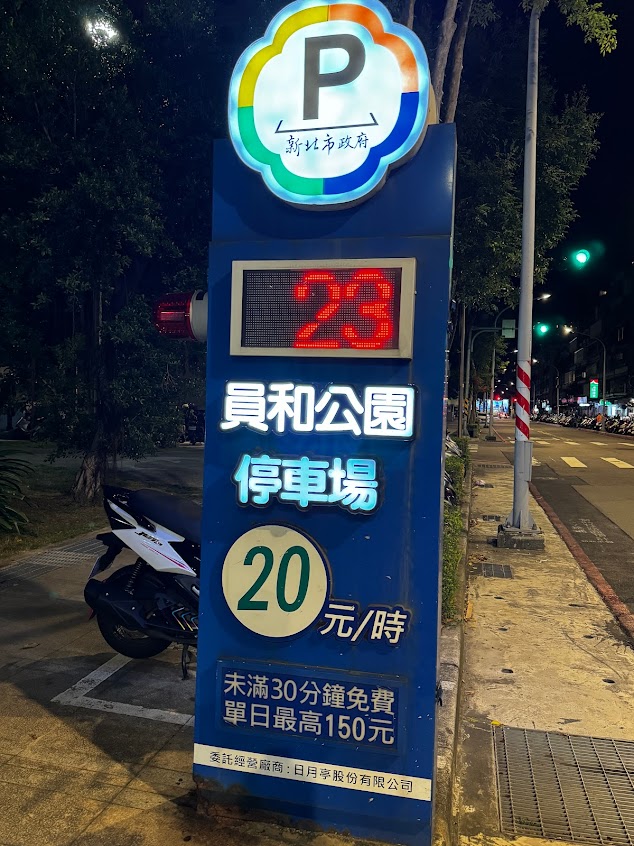 P
新北市政府
23
員和公園
停車場
20
元/時
未滿30分鐘免費
單日最高150元
委託經營廠商:日月亭股份有限公司